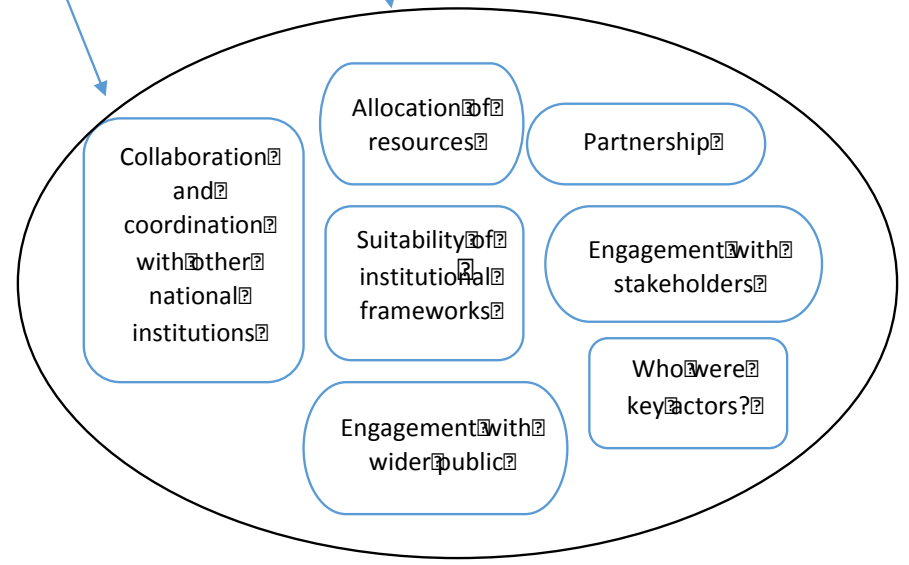 Collaboration
and
coordination
with other
national
institutions
Allocation of
resources
Partnership
Suitability of
institutional
frameworks
Engagement with
stakeholders
Who were
key actors?
Engagement with
wider public